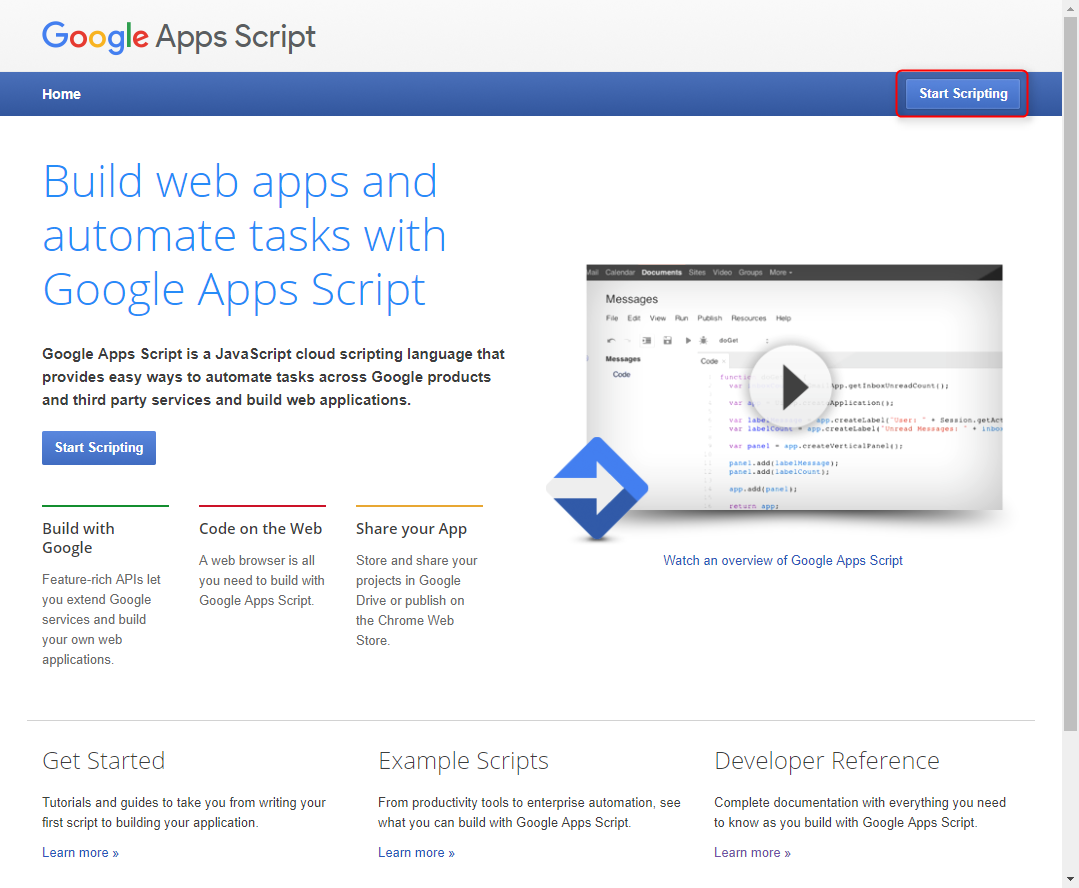 Google Apps Script
Home
Start Scripting
Build web apps and
automate tasks with
Google Apps Script
Google Apps Script is a JavaScript cloud scripting language that
provides easy ways to automate tasks across Google products
and third party services and build web applications.
Start Scripting
Build with
Google
Feature-rich APIs let
you extend Google
services and build
your own web
applications.
Code on the Web
A web browser is all
you need to build with
Google Apps Script.
Share your App
Store and share your
projects in Google
Drive or publish on
the Chrome Web
Store.
Mail Calendar Documents Sites Video Groups More
Messages
File Edit View Run Publish Resources Help
doGet
Messages
Code
Code
var App.getInboxUnreadCount();
var Application();
var app.createLabel("User: " + Session.getAct
var labelCount = app.createLabel("Unread Messages: " + inbox
var panel = app.createVerticalPanel();
panel.add(labelMessage);
panel.add(labelCount);
app.add(panel);
return app;
Watch an overview of Google Apps Script
Get Started
Tutorials and guides to take you from writing your
first script to building your application.
Learn more »
Example Scripts
From productivity tools to enterprise automation, see
what you can build with Google Apps Script.
Learn more »
Developer Reference
Complete documentation with everything you need
to know as you build with Google Apps Script.
Learn more »